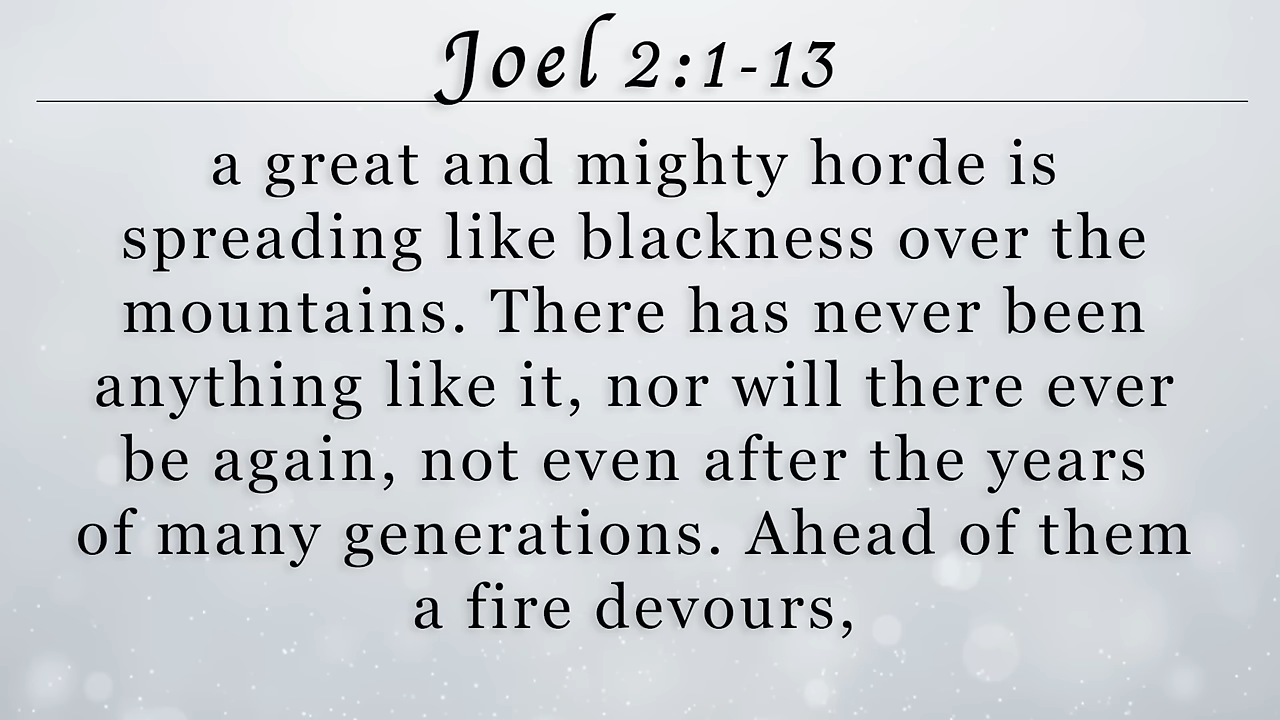 Joel 2:1-13
a great and mighty horde is
spreading like blackness over the
mountains. There has never been
anything like it, nor will there ever
be again, not even after the years
of many generations. Ahead of them
a fire devours,